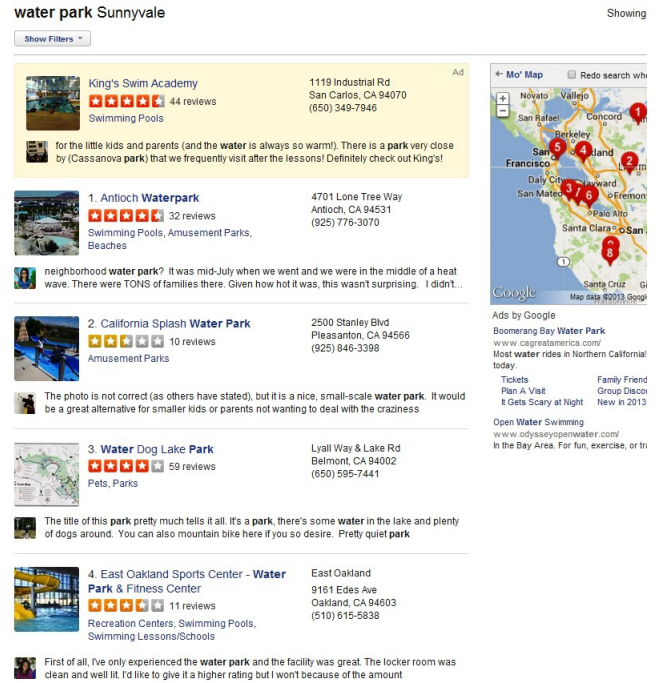 water park Sunnyvale
Showing
Show Filters
Ad
King's Swim Academy
44 reviews
Swimming Pools
1119 Industrial Rd
San Carlos, CA 94070
(650) 349-7946
for the little kids and parents (and the water is always so warm!). There is a park very close
by (Cassanova park) that we frequently visit after the lessons! Definitely check out King's!
1. Antioch Waterpark
32 reviews
Swimming Pools, Amusement Parks,
Beaches
4701 Lone Tree Way
Antioch, CA 94531
(925) 776-3070
neighborhood water park? It was mid-July when we went and we were in the middle of a heat
wave. There were TONS of families there. Given how hot it was, this wasn't surprising. I didn't...
2. California Splash Water Park
10 reviews
Amusement Parks
2500 Stanley Blvd
Pleasanton, CA 94566
(925) 846-3398
The photo is not correct (as others have stated), but it is a nice, small-scale water park. It would
be a great alternative for smaller kids or parents not wanting to deal with the craziness
3. Water Dog Lake Park
59 reviews
Pets, Parks
Lyall Way & Lake Rd
Belmont, CA 94002
(650) 595-7441
The title of this park pretty much tells it all. It's a park, there's some water in the lake and plenty
of dogs around. You can also mountain bike here if you so desire. Pretty quiet park
4. East Oakland Sports Center - Water
Park & Fitness Center
11 reviews
Recreation Centers, Swimming Pools,
Swimming Lessons/Schools
East Oakland
9161 Edes Ave
Oakland, CA 94603
(510) 615-5838
First of all, I've only experienced the water park and the facility was great. The locker room was
clean and well lit. I'd like to give it a higher rating but I won't because of the amount
Mo' Map
Redo search whe
+
-
Novato Vallejo
San Rafael Concord
1
Berkeley
5 4
San land
Francisco
2
Daly City ayward
San Mateo 3 7 6 Fremon
Palo Alto
Santa Clara San
8
1
Santa Cruz Gi
Google
Map data ©2013 Googl
Ads by Google
Boomerang Bay Water Park
www.cagreatamerica.com/
Most water rides in Northern California!
today.
Tickets Family Friend
Plan A Visit Group Discou
It Gets Scary at Night New in 2013
Open Water Swimming
www.odysseyopenwater.com/
In the Bay Area. For fun, exercise, or tra